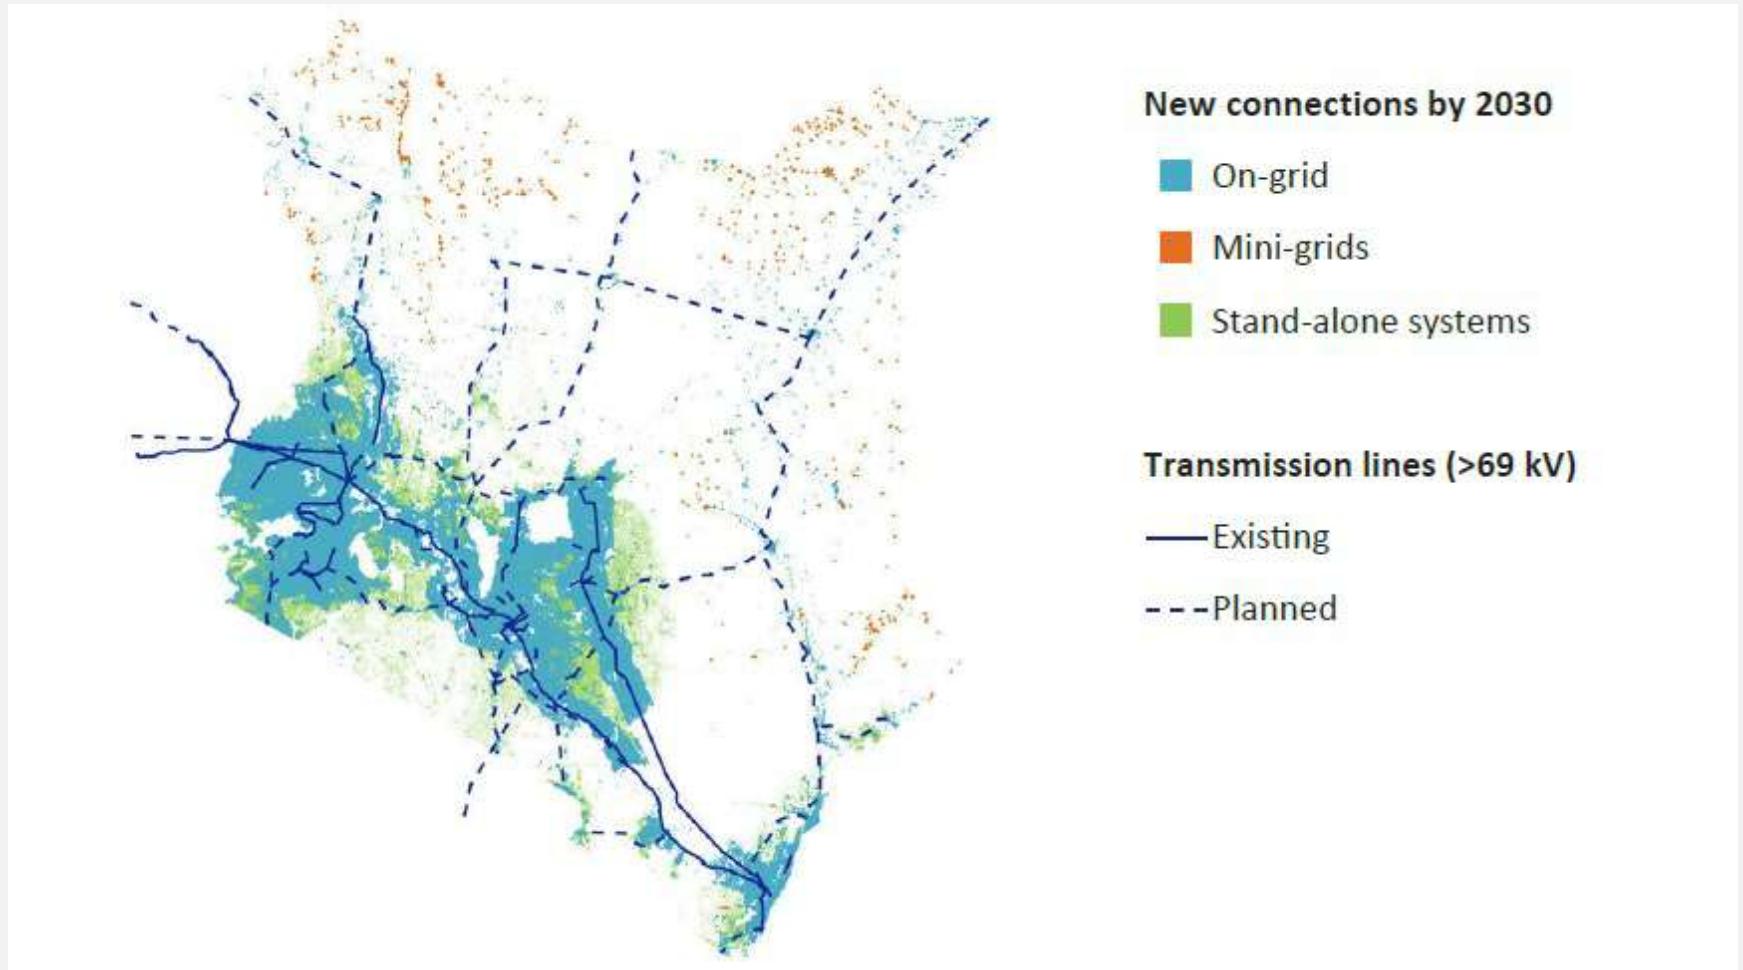 New connections by 2030
On-grid
Mini-grids
Stand-alone systems
Transmission lines (>69 kV)
Existing
Planned